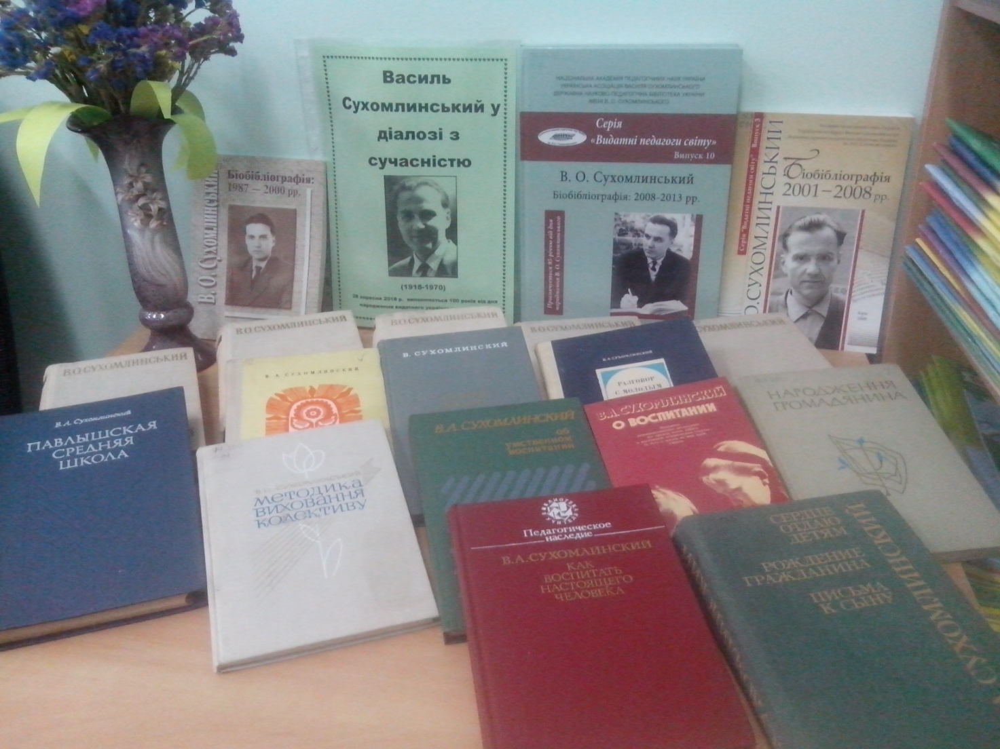 Василь
Сухомлинський у
діалозі з
сучасністю
(1918-1970)
28 вересня 2018 р. виповнюється 100 років від дня
народження видатного
НАЦІОНАЛЬНА АКАДЕМІЯ ПЕДАГОГІЧНИХ НАУК УКРАЇНИ
УКРАЇНСЬКА АСОЦІАЦІЯ ВАСИЛЯ СУХОМЛИНСЬКОГО
ДЕРЖАВНА НАУКОВО-ПЕДАГОГІЧНА БІБЛІОТЕКА УКРАЇНИ
ІМЕНІ В. О. СУХОМЛИНСЬКОГО
Серія
«Видатні педагоги світу»
Випуск 10
В. О. Сухомлинський
Біобібліографія: 2008-2013 рр.
Присвячується 95-річчю від дня
народження В. О. Сухомлинського
В. О. Сухомлинський
Біобібліографія:
1987 — 2000 рр.
Серія "Видатні педагоги світу" Випуск 3
О.СУХОМЛИНСЬКИЙ
Біобібліографія
2001–2008 рр.
В.О.СУХОМЛИНСЬКИЙ
В.О.СУХОМЛИНСЬКИЙ
В.О.СУХОМЛИНСЬКИЙ
В.О.СУХОМЛИНСЬКИЙ
СУХОМЛИНСЬКИЙ
В. А. СУХОМЛИНСКИЙ
В. СУХОМЛИНСКИЙ
В.А.СУХОМЛИНСКИЙ
РАЗГОВОР
С МОЛОДЫМ
В.А.СУХОМЛИНСКИЙ
О ВОСПИТАНИИ
НАРОДЖЕННЯ
ГРОМАДЯНИНА
В.А. Сухомлинский
ПАВЛЫШСКАЯ
СРЕДНЯЯ
ШКОЛА
В.О. СУХОМЛИНСЬКИЙ
МЕТОДИКА
ВИХОВАННЯ
КОЛЕКТИВУ
В.А.СУХОМЛИНСКИЙ
ОБ
УМСТВЕННОМ
ВОСПИТАНИИ
БИБЛИОТЕКА УЧИТЕЛЯ
Педагогическое
наследие
В.А.СУХОМЛИНСКИЙ
КАК
ВОСПИТАТЬ
НАСТОЯЩЕГО
ЧЕЛОВЕКА
СЕРДЦЕ
ОТДАЮ
ДЕТЯМ
РОЖДЕНИЕ
ГРАЖДАНИНА
ПИСЬМА
К СЫНУ
СУХОМЛИНСКИЙ